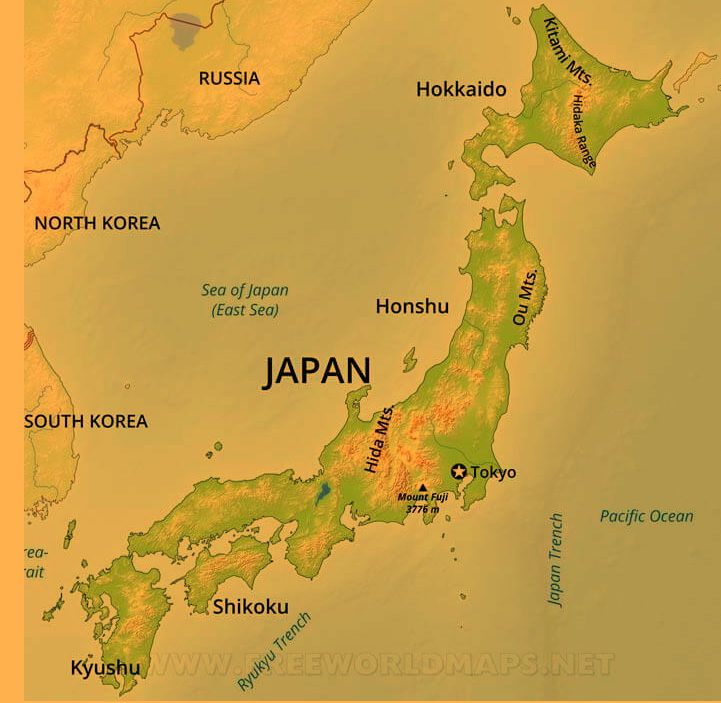 Kitami Mts.
RUSSIA
Hokkaido
Hidaka Range
NORTH KOREA
Sea of Japan
(East Sea)
Ou Mts.
Honshu
JAPAN
SOUTH KOREA
Hida Mts.
Tokyo
Mount Fuji
3776 m
Pacific Ocean
Japan Trench
rea-
rait
Shikoku
Ryukyu Trench
Kyushu
WWW.FREEWORLDMAPS.NET